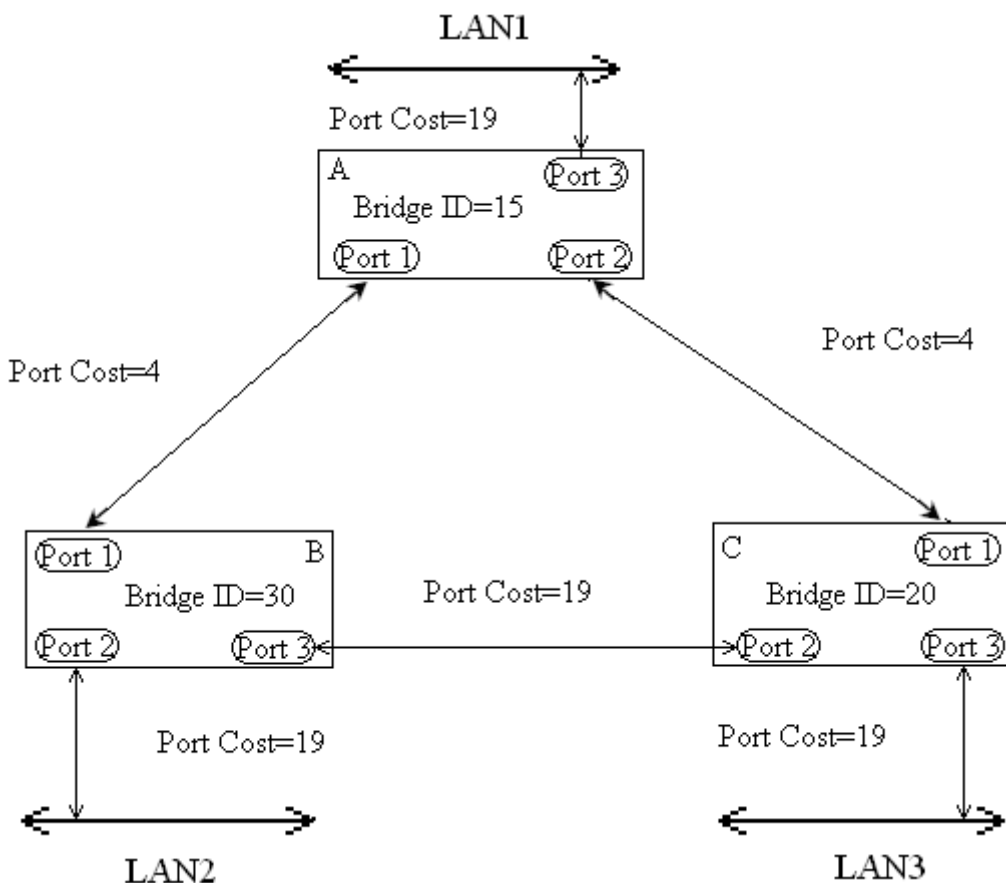 LAN1
Port Cost=19
A
Port 3
Bridge ID=15
Port 1
Port 2
Port Cost=4
Port Cost=4
Port 1
B
Bridge ID=30
Port 2
Port 3
Port Cost=19
C
Port 1
Bridge ID=20
Port 2
Port 3
Port Cost=19
Port Cost=19
LAN2
LAN3